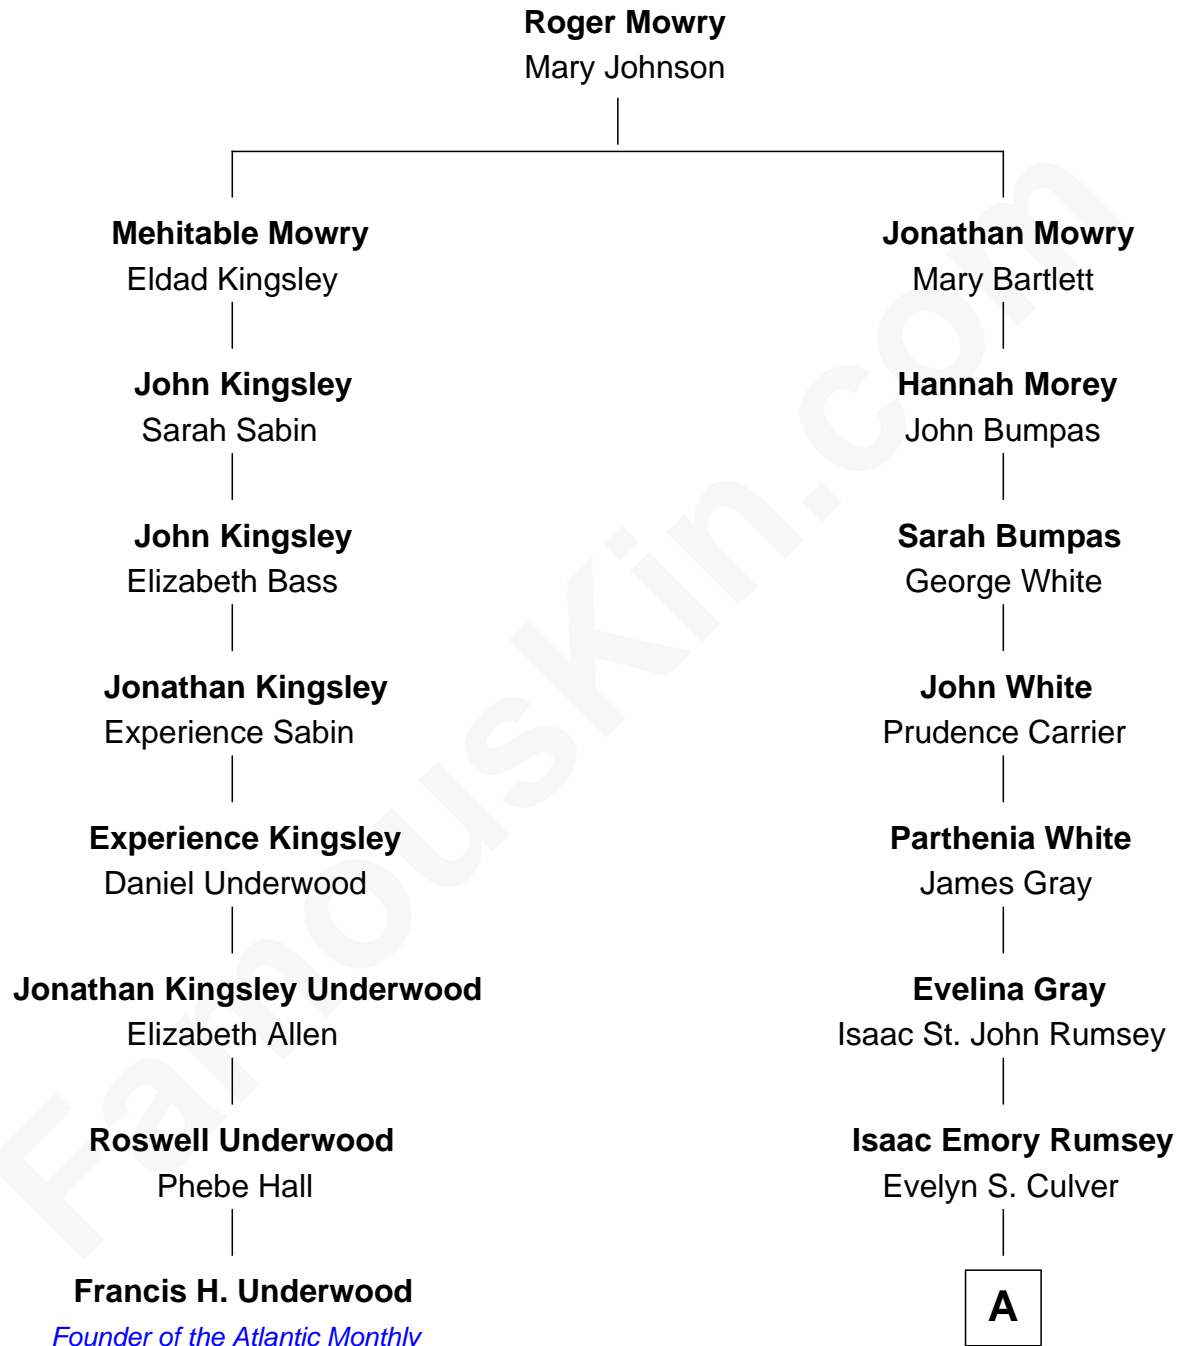 Roger Mowry
Mary Johnson
Mehitable Mowry
Eldad Kingsley
Jonathan Mowry
Mary Bartlett
John Kingsley
Sarah Sabin
Hannah Morey
John Bumpas
John Kingsley
Elizabeth Bass
Sarah Bumpas
George White
Jonathan Kingsley
Experience Sabin
John White
Prudence Carrier
Experience Kingsley
Daniel Underwood
Parthenia White
James Gray
Jonathan Kingsley Underwood
Elizabeth Allen
Evelina Gray
Isaac St. John Rumsey
Roswell Underwood
Phebe Hall
Isaac Emory Rumsey
Evelyn S. Culver
Francis H. Underwood
Founder of the Atlantic Monthly
A
FamousKin.com